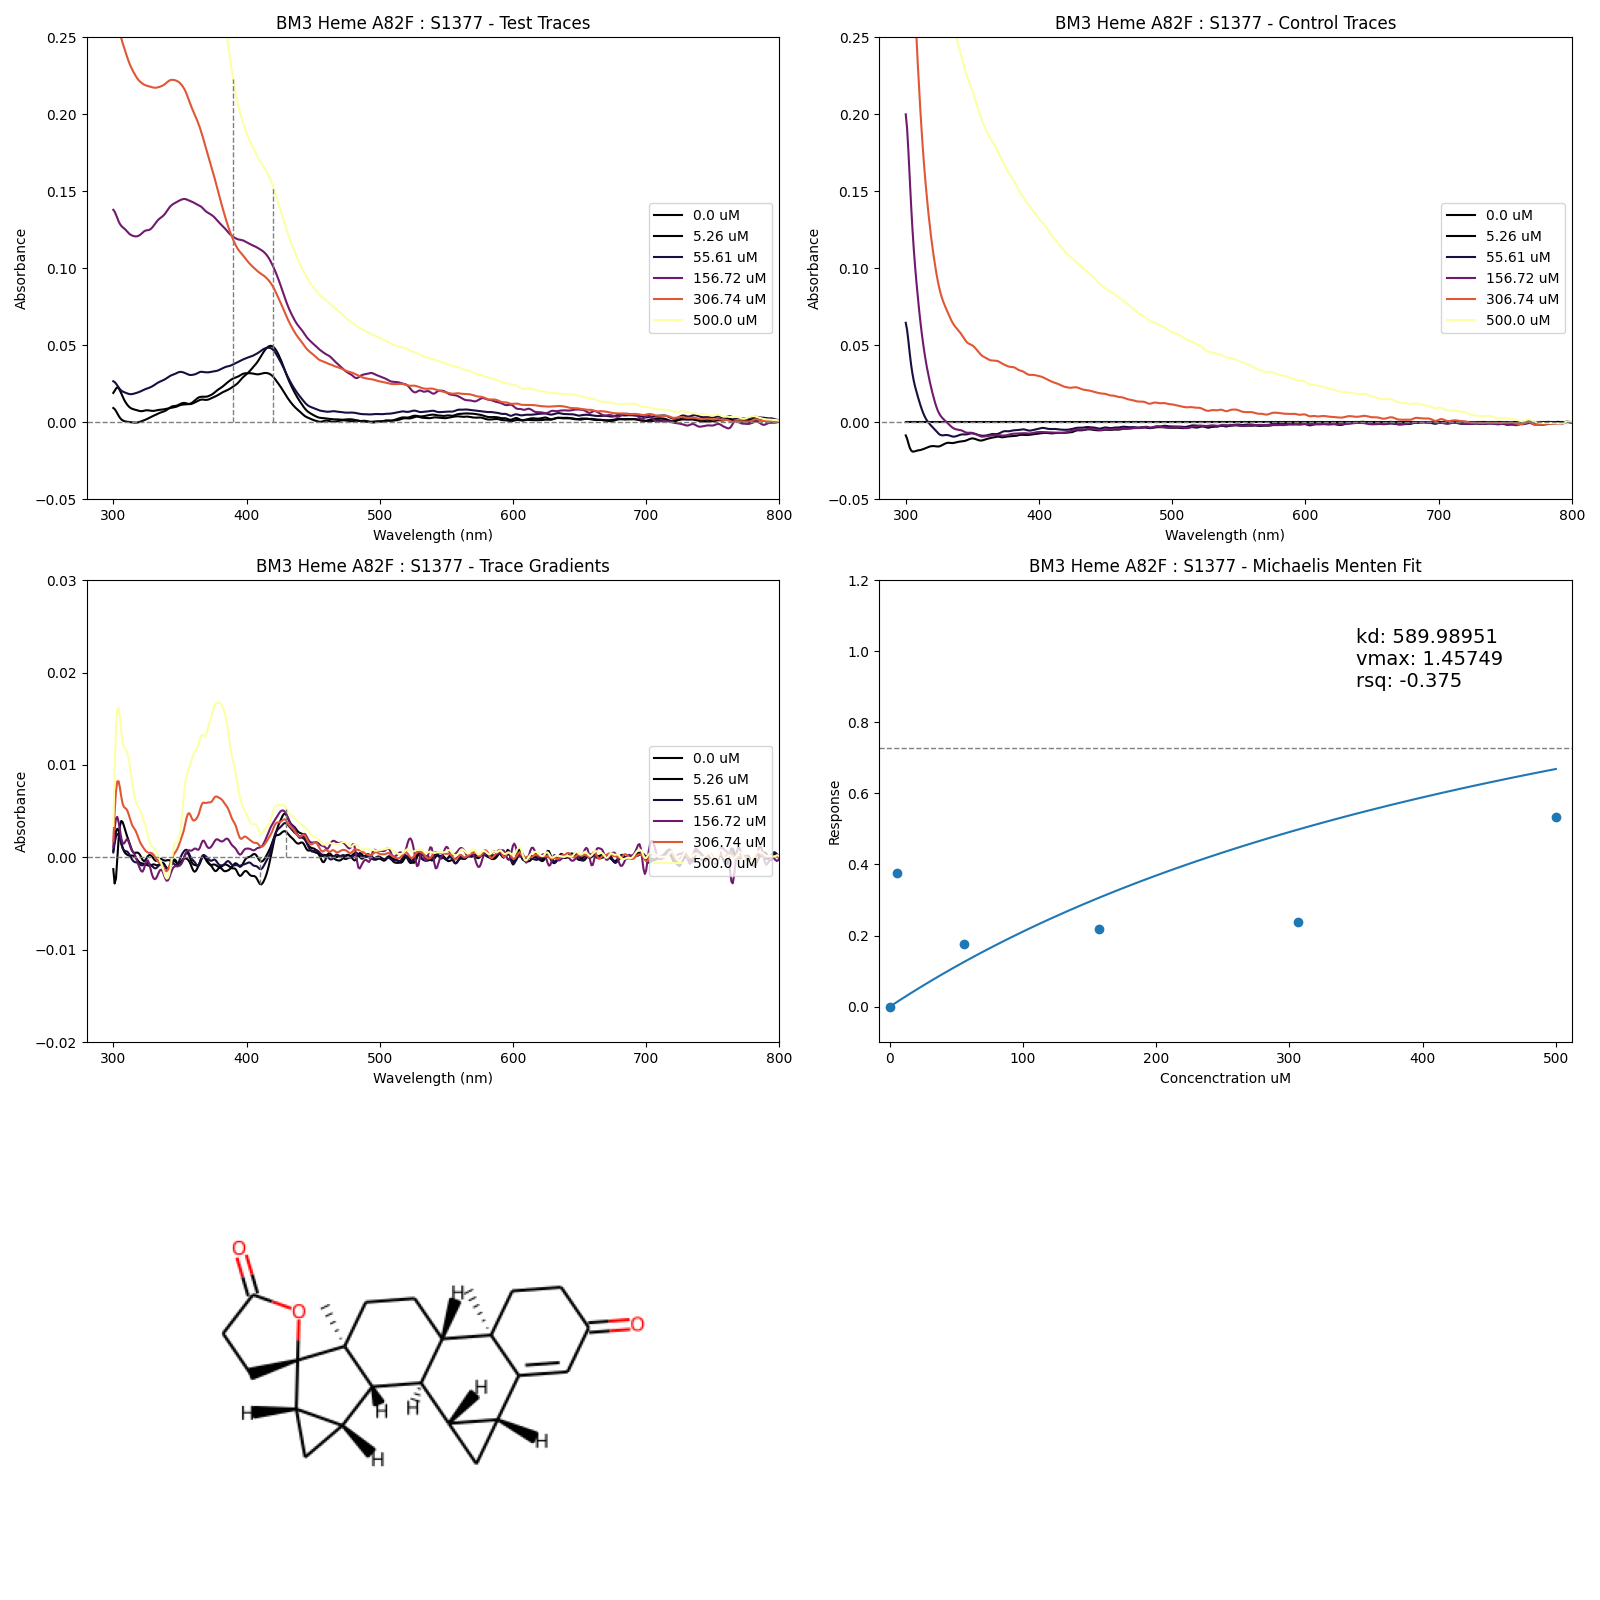 BM3 Heme A82F : S1377 - Test Traces
0.25
0.20
0.15
0.10
0.05
0.00
−0.05
Absorbance
300 400 500 600 700 800
Wavelength (nm)
0.0 uM
5.26 uM
55.61 uM
156.72 uM
306.74 uM
500.0 uM
BM3 Heme A82F : S1377 - Control Traces
0.25
0.20
0.15
0.10
0.05
0.00
−0.05
Absorbance
300 400 500 600 700 800
Wavelength (nm)
0.0 uM
5.26 uM
55.61 uM
156.72 uM
306.74 uM
500.0 uM
BM3 Heme A82F : S1377 - Trace Gradients
0.03
0.02
0.01
0.00
−0.01
−0.02
Absorbance
300 400 500 600 700 800
Wavelength (nm)
0.0 uM
5.26 uM
55.61 uM
156.72 uM
306.74 uM
500.0 uM
BM3 Heme A82F : S1377 - Michaelis Menten Fit
1.2
1.0
0.8
0.6
0.4
0.2
0.0
Response
0 100 200 300 400 500
Concenctration uM
kd: 589.98951
vmax: 1.45749
rsq: -0.375
O
H
O
O
H
H
H
H
H
H